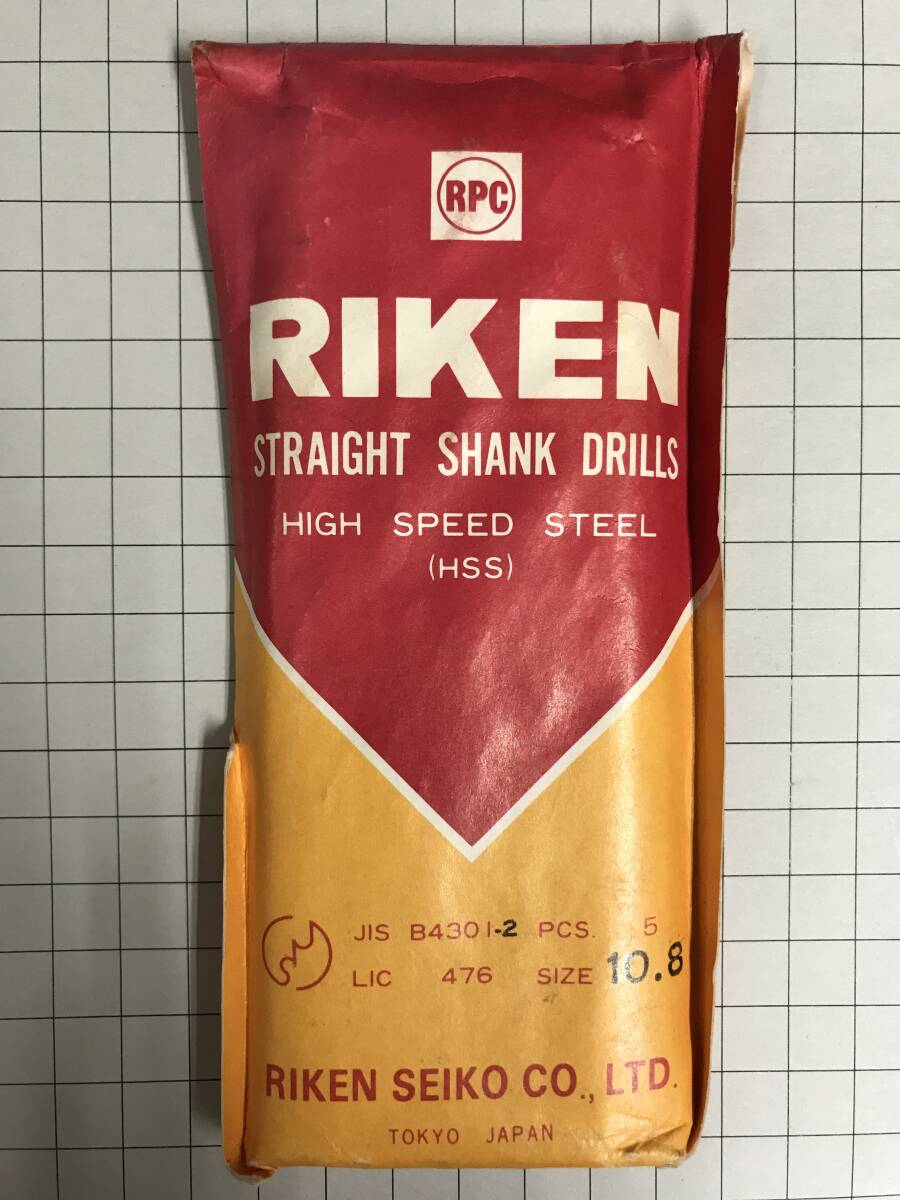 RPC
RIKEN
STRAIGHT SHANK DRILLS
HIGH SPEED STEEL
(HSS)
JIS B4301-2 PCS. 5
LIC 476 SIZE 10.8
RIKEN SEIKO CO., LTD.
TOKYO JAPAN